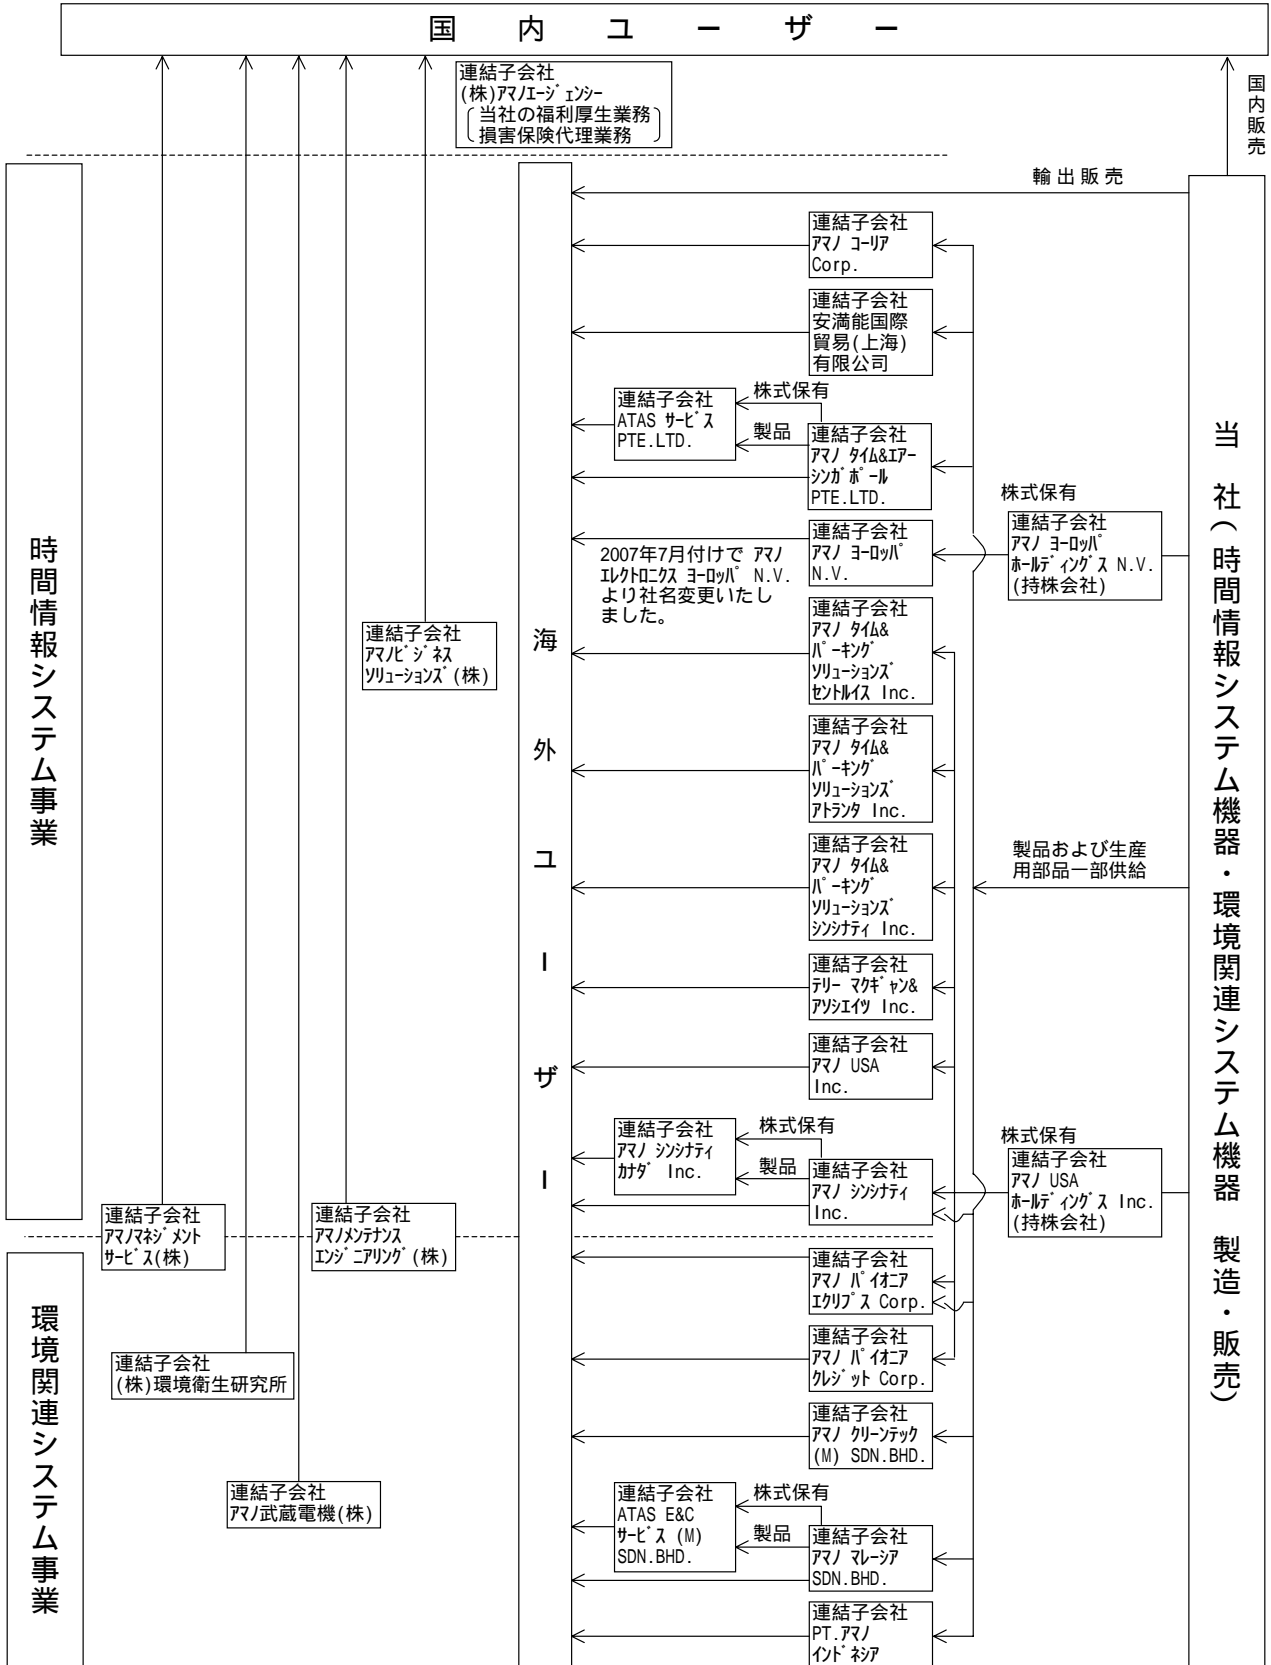 国内ユーザー
連結子会社
(株)アマノエージェンシー
当社の福利厚生業務
損害保険代理業務
国内販売
時間情報システム事業
環境関連システム事業
海外ユーザー
当社(時間情報システム機器・環境関連システム機器 製造・販売)
輸出販売
連結子会社
アマノ コーリア
Corp.
連結子会社
安満能国際
貿易(上海)
有限公司
連結子会社
ATAS サービス
PTE.LTD.
株式保有
製品
連結子会社
アマノ タイム&エアー
シンガポール
PTE.LTD.
株式保有
連結子会社
アマノ ヨーロッパ
ホールディングス N.V.
(持株会社)
連結子会社
アマノ ヨーロッパ
N.V.
2007年7月付けで アマノ
エレクトロニクス ヨーロッパ N.V.
より社名変更いたし
ました。
連結子会社
アマノ タイム&
パーキング
ソリューションズ
セントルイス Inc.
連結子会社
アマノビジネス
ソリューションズ(株)
連結子会社
アマノ タイム&
パーキング
ソリューションズ
アトランタ Inc.
連結子会社
アマノ タイム&
パーキング
ソリューションズ
シンシナティ Inc.
製品および生産
用部品一部供給
連結子会社
テリー マクギャン&
アソシエイツ Inc.
連結子会社
アマノ USA
Inc.
連結子会社
アマノ シンシナティ
カナダ Inc.
株式保有
製品
連結子会社
アマノ シンシナティ
Inc.
株式保有
連結子会社
アマノ USA
ホールディングス Inc.
(持株会社)
連結子会社
アマノマネジメント
サービス(株)
連結子会社
アマノメンテナンス
エンジニアリング(株)
連結子会社
アマノ パイオニア
エクリプス Corp.
連結子会社
アマノ パイオニア
クレジット Corp.
連結子会社
(株)環境衛生研究所
連結子会社
アマノ クリーンテック
(M) SDN.BHD.
連結子会社
アマノ武蔵電機(株)
連結子会社
ATAS E&C
サービス (M)
SDN.BHD.
株式保有
製品
連結子会社
アマノ マレーシア
SDN.BHD.
連結子会社
PT.アマノ
インドネシア